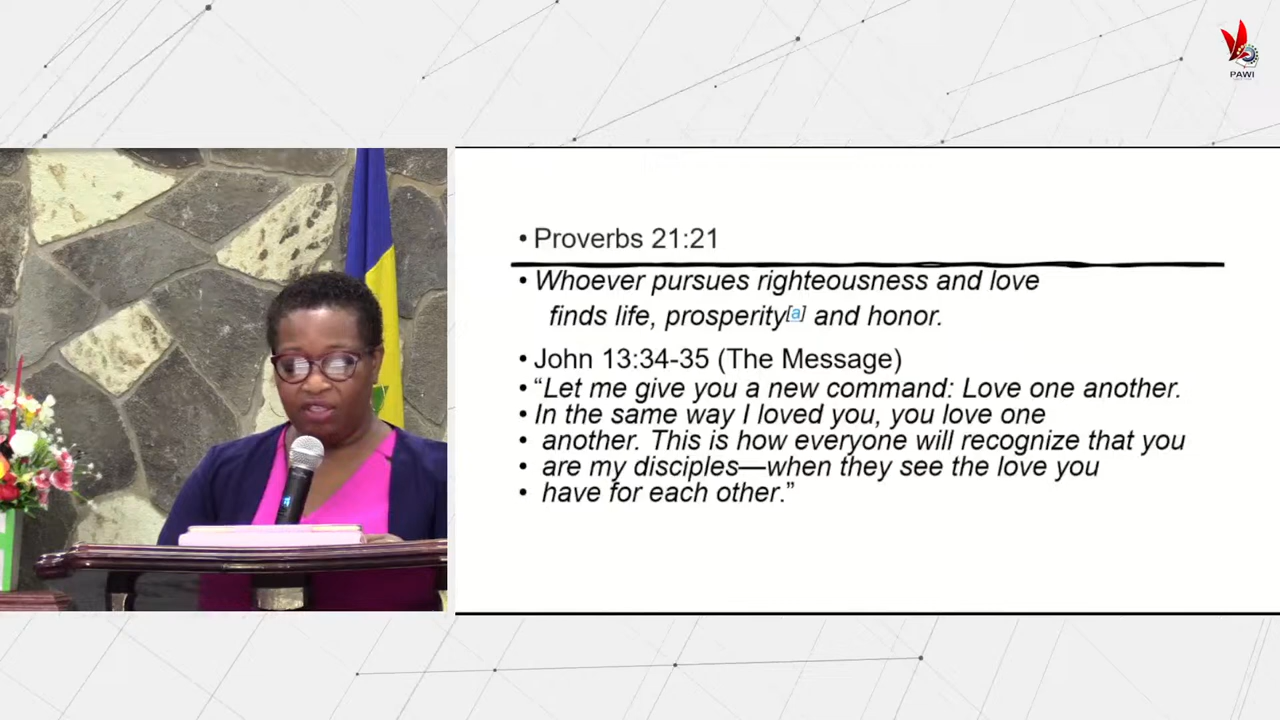 PAWI
• Proverbs 21:21
• Whoever pursues righteousness and love
finds life, prosperity[a] and honor.
• John 13:34-35 (The Message)
• “Let me give you a new command: Love one another.
• In the same way I loved you, you love one
• another. This is how everyone will recognize that you
• are my disciples—when they see the love you
• have for each other.”